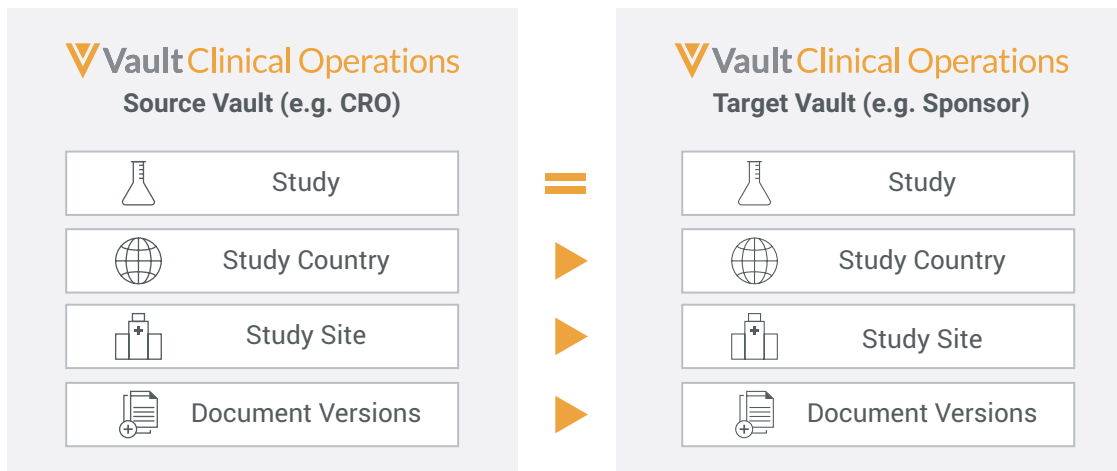 Vault Clinical Operations
Source Vault (e.g. CRO)
Study
Study Country
Study Site
Document Versions
Vault Clinical Operations
Target Vault (e.g. Sponsor)
Study
Study Country
Study Site
Document Versions